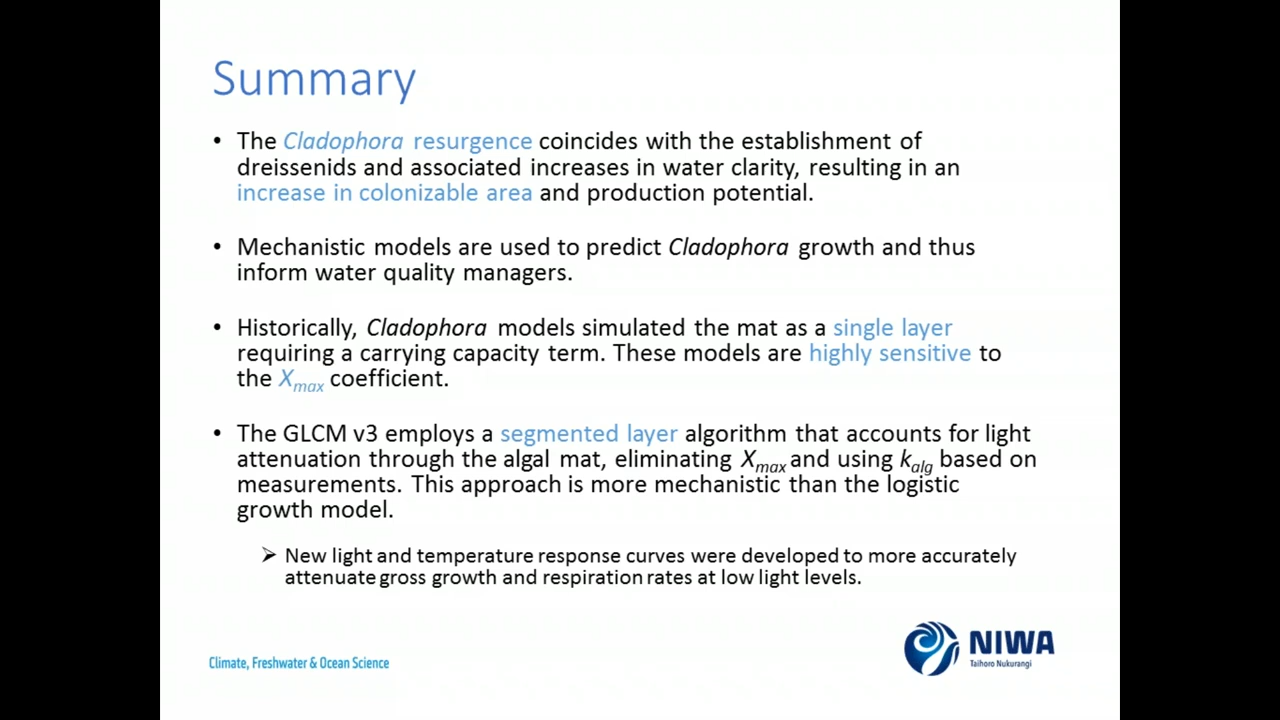 Summary
• The Cladophora resurgence coincides with the establishment of
dreissenids and associated increases in water clarity, resulting in an
increase in colonizable area and production potential.
• Mechanistic models are used to predict Cladophora growth and thus
inform water quality managers.
• Historically, Cladophora models simulated the mat as a single layer
requiring a carrying capacity term. These models are highly sensitive to
the Xmax coefficient.
• The GLCM v3 employs a segmented layer algorithm that accounts for light
attenuation through the algal mat, eliminating Xmax and using kalg based on
measurements. This approach is more mechanistic than the logistic
growth model.
➢ New light and temperature response curves were developed to more accurately
attenuate gross growth and respiration rates at low light levels.
Climate, Freshwater & Ocean Science
NIWA
Taihoro Nukurangi